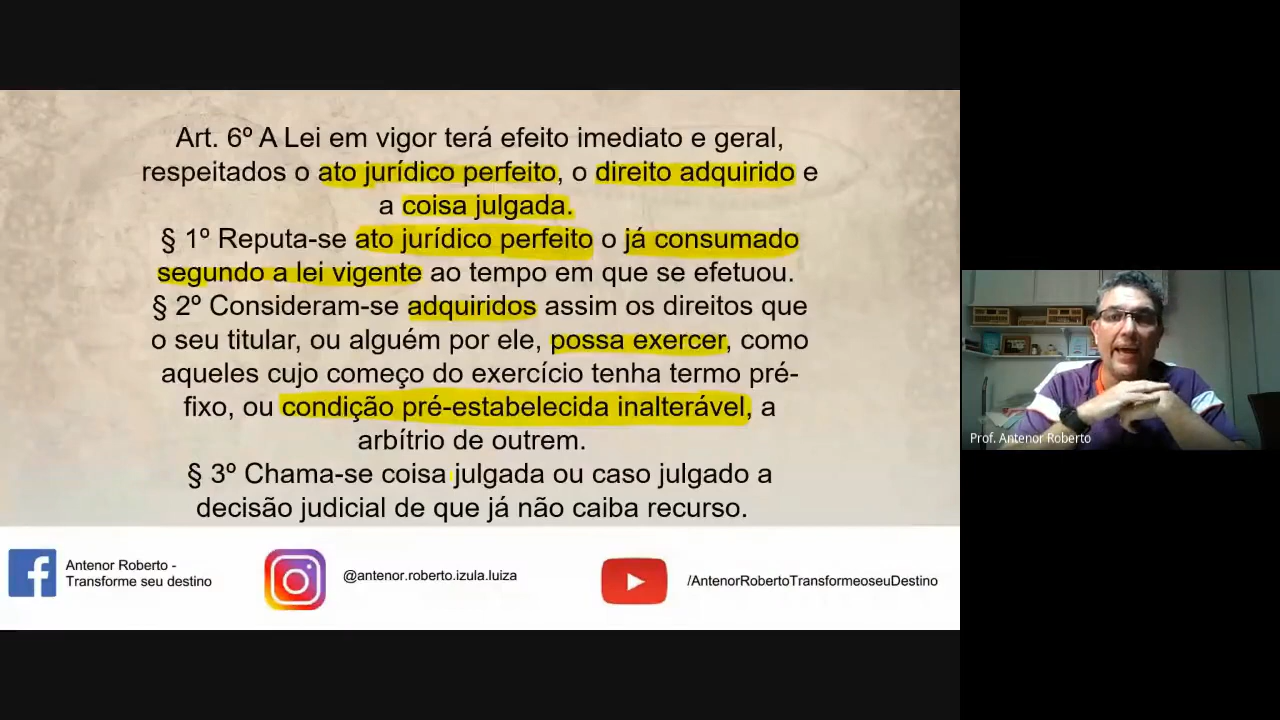 Art. 6º A Lei em vigor terá efeito imediato e geral,
respeitados o ato jurídico perfeito, o direito adquirido e
a coisa julgada.
§ 1º Reputa-se ato jurídico perfeito o já consumado
segundo a lei vigente ao tempo em que se efetuou.
§ 2º Consideram-se adquiridos assim os direitos que
o seu titular, ou alguém por ele, possa exercer, como
aqueles cujo começo do exercício tenha termo pré-
fixo, ou condição pré-estabelecida inalterável, a
arbítrio de outrem.
§ 3º Chama-se coisa julgada ou caso julgado a
decisão judicial de que já não caiba recurso.
Antenor Roberto -
Transforme seu destino
@antenor.roberto.izula.luiza
/AntenorRobertoTransformeoseuDestino
Prof. Antenor Roberto